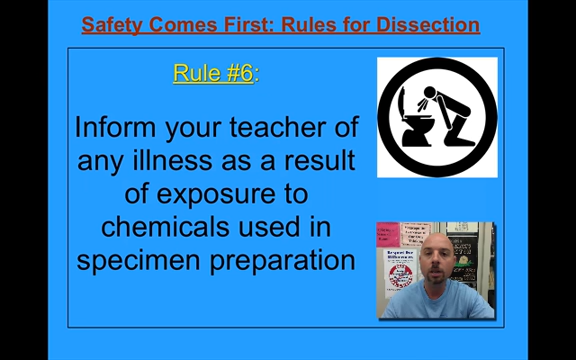 Safety Comes First: Rules for Dissection
Rule #6:
Inform your teacher of
any illness as a result
of exposure to
chemicals used in
specimen preparation